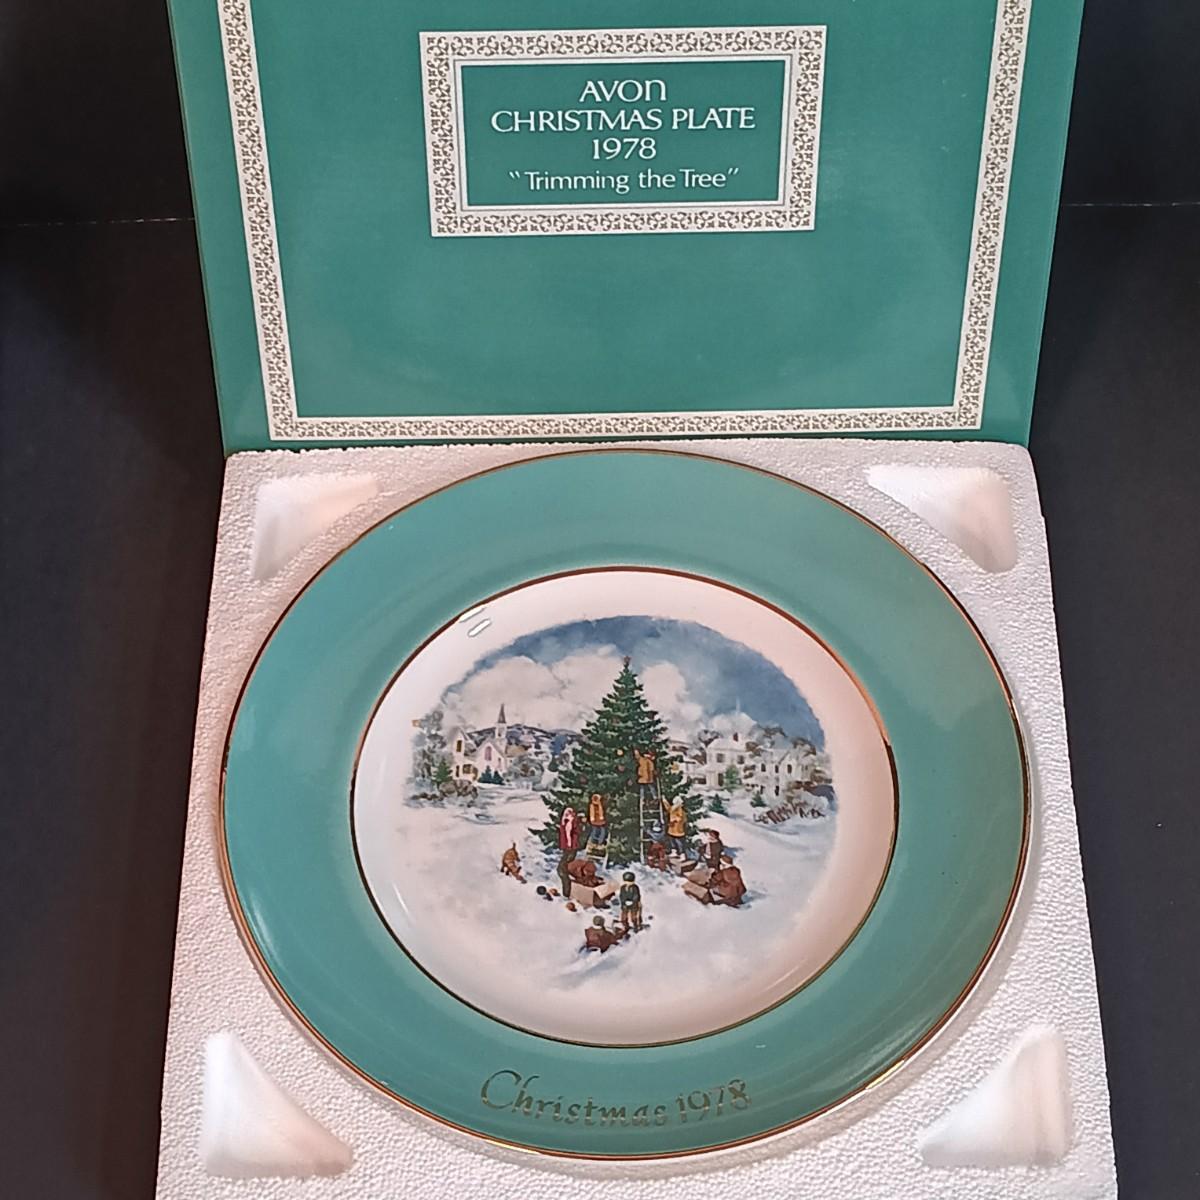 AVON
CHRISTMAS PLATE
1978
"Trimming the Tree"
Christmas 1978